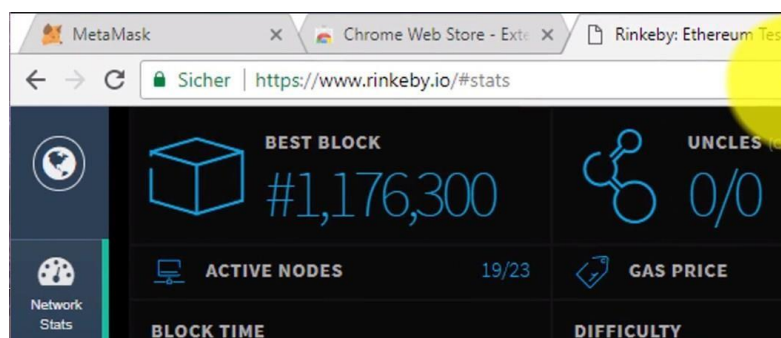 MetaMask
Chrome Web Store - Exte
Rinkeby: Ethereum Tes
Sicher
https://www.rinkeby.io/#stats
BEST BLOCK
#1,176,300
UNCLES
0/0
ACTIVE NODES
19/23
GAS PRICE
Network
Stats
BLOCK TIME
DIFFICULTY